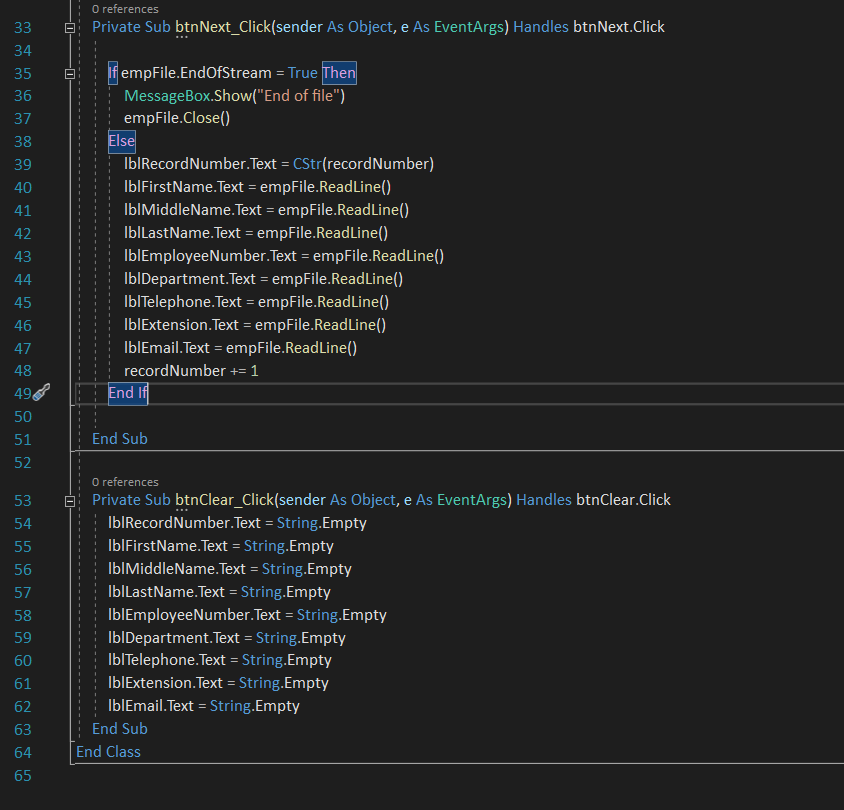 0 references
33 Private Sub btnNext_Click(sender As Object, e As EventArgs) Handles btnNext.Click
34
35 If empFile.EndOfStream = True Then
36 MessageBox.Show("End of file")
37 empFile.Close()
38 Else
39 lblRecordNumber.Text = CStr(recordNumber)
40 lblFirstName.Text = empFile.ReadLine()
41 lblMiddleName.Text = empFile.ReadLine()
42 lblLastName.Text = empFile.ReadLine()
43 lblEmployeeNumber.Text = empFile.ReadLine()
44 lblDepartment.Text = empFile.ReadLine()
45 lblTelephone.Text = empFile.ReadLine()
46 lblExtension.Text = empFile.ReadLine()
47 lblEmail.Text = empFile.ReadLine()
48 recordNumber += 1
49 End If
50
51 End Sub
52
0 references
53 Private Sub btnClear_Click(sender As Object, e As EventArgs) Handles btnClear.Click
54 lblRecordNumber.Text = String.Empty
55 lblFirstName.Text = String.Empty
56 lblMiddleName.Text = String.Empty
57 lblLastName.Text = String.Empty
58 lblEmployeeNumber.Text = String.Empty
59 lblDepartment.Text = String.Empty
60 lblTelephone.Text = String.Empty
61 lblExtension.Text = String.Empty
62 lblEmail.Text = String.Empty
63 End Sub
64 End Class
65